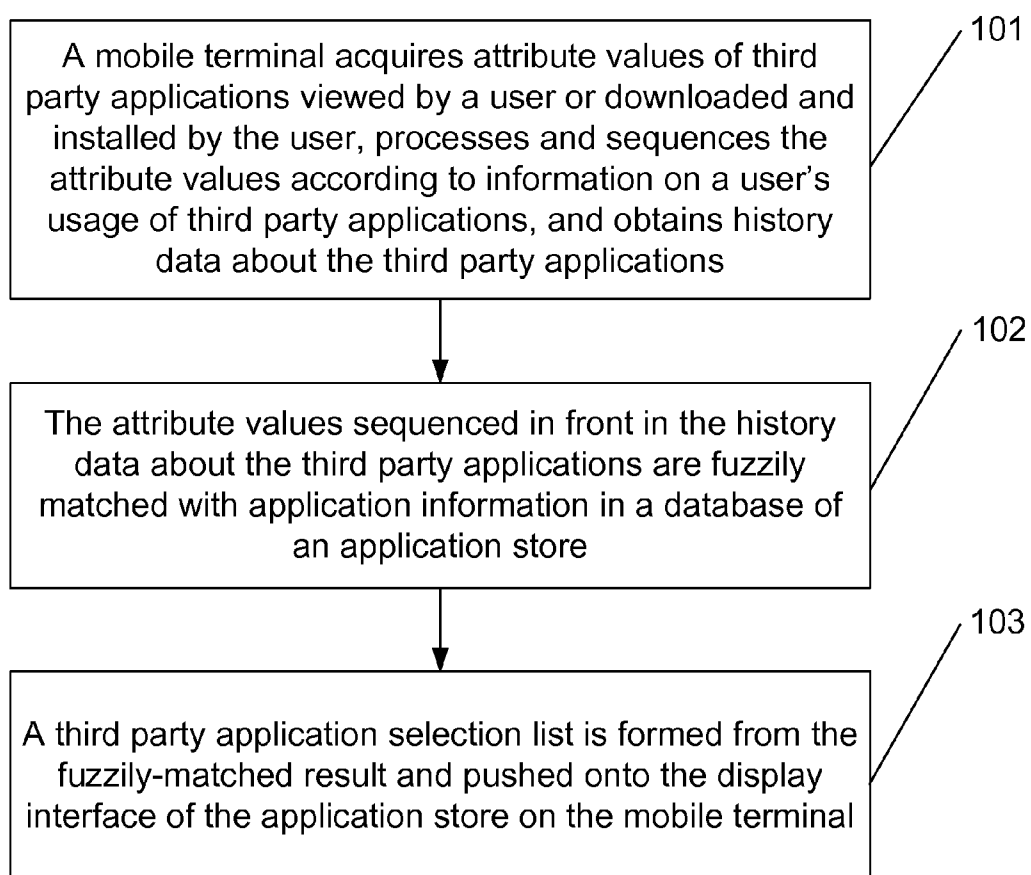 A mobile terminal acquires attribute values of third
party applications viewed by a user or downloaded and
installed by the user, processes and sequences the
attribute values according to information on a user's
usage of third party applications, and obtains history
data about the third party applications
101
The attribute values sequenced in front in the history
data about the third party applications are fuzzily
matched with application information in a database of
an application store
102
A third party application selection list is formed from the
fuzzily-matched result and pushed onto the display
interface of the application store on the mobile terminal
103